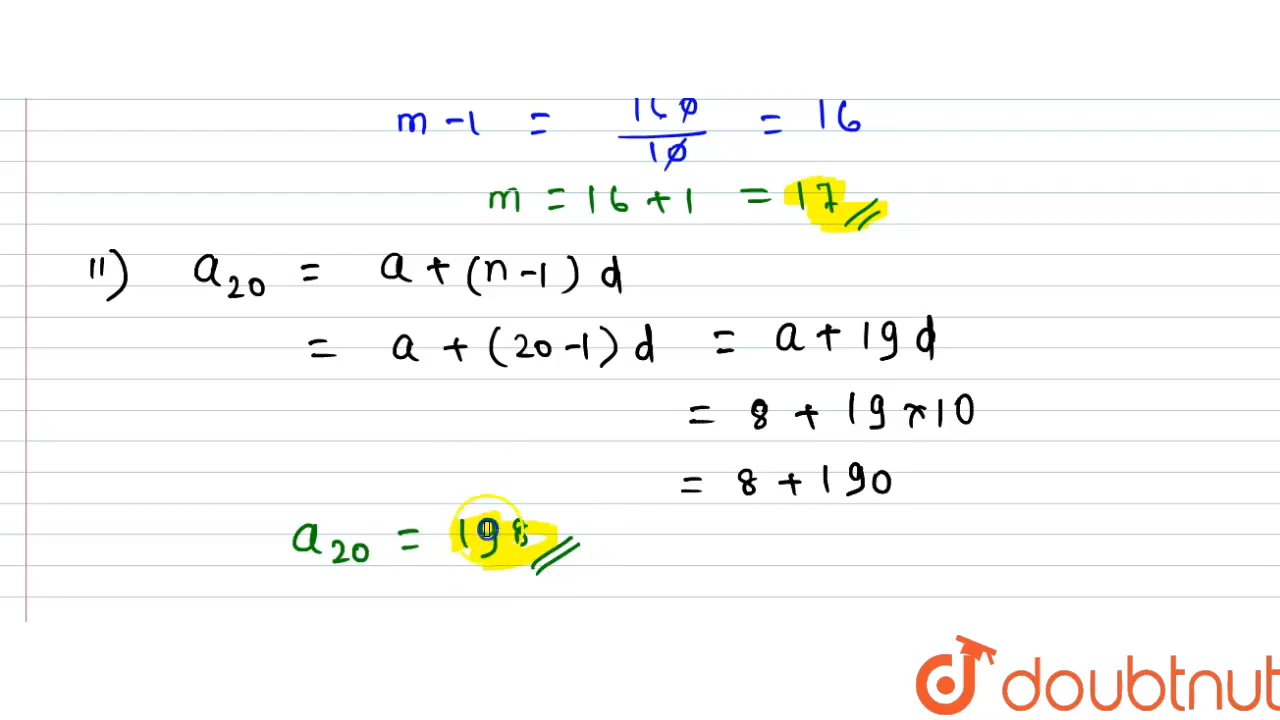 m - 1 = 160/10 = 16
m = 16 + 1 = 17
11) a20 = a + (n - 1) d
= a + (20 - 1) d = a + 19 d
= 8 + 19 × 10
= 8 + 190
a20 = 198
doubtnut